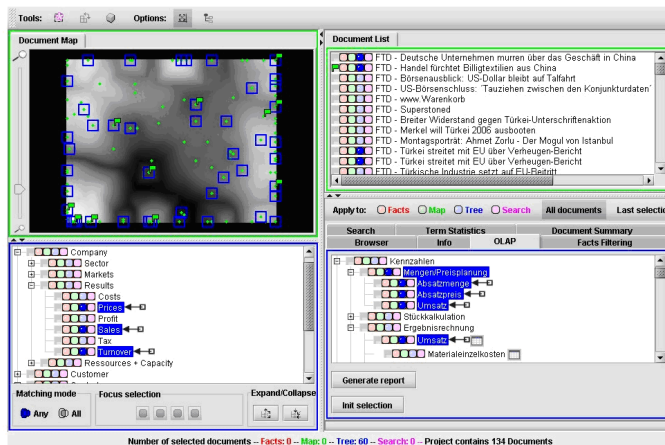 Tools:
Options:
Document Map
Document List
FTD - Deutsche Unternehmen murren über das Geschäft in China
FTD - Handel fürchtet Billigtextilien aus China
FTD - Börsenausblick: US-Dollar bleibt auf Talfahrt
FTD - US-Börsenschluss: 'Tauziehen zwischen den Konjunkturdaten'
FTD - www.Warenkorb
FTD - Superstoned
FTD - Breiter Widerstand gegen Türkei-Unterschriftenaktion
FTD - Merkel will Türkei 2006 ausbooten
FTD - Montagsporträt: Ahmet Zorlu - Der Mogul von Istanbul
FTD - Türkei streitet mit EU über Verheugen-Bericht
FTD - Türkei streitet mit EU über Verheugen-Bericht
FTD - Türkische Industrie setzt auf EU-Beitritt
Apply to: Facts Map Tree Search All documents Last selectio
Search Term Statistics Document Summary
Browser Info OLAP Facts Filtering
Company
Sector
Markets
Results
Costs
Prices
Profit
Sales
Tax
Turnover
Ressources + Capacity
Customer
Matching mode
Any All
Focus selection
Expand/Collapse
Kennzahlen
Mengen/Preisplanung
Absatzmenge
Absatzpreis
Umsatz
Stückkalkulation
Ergebnisrechnung
Umsatz
Materialeinzelkosten
Generate report
Init selection
Number of selected documents -- Facts: 0 -- Map: 0 -- Tree: 60 -- Search: 0 -- Project contains 134 Documents